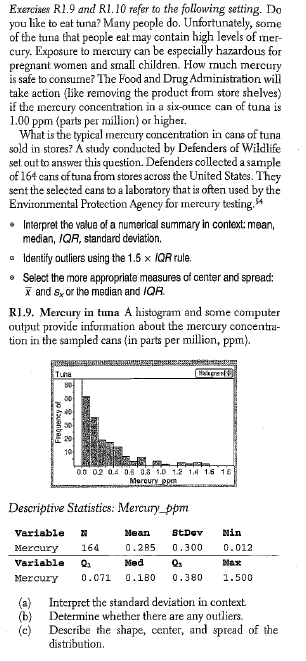 Exercises R1.9 and R1.10 refer to the following setting. Do
you like to eat tuna? Many people do. Unfortunately, some
of the tuna that people eat may contain high levels of mer-
cury. Exposure to mercury can be especially hazardous for
pregnant women and small children. How much mercury
is safe to consume? The Food and Drug Administration will
take action (like removing the product from store shelves)
if the mercury concentration in a six-ounce can of tuna is
1.00 ppm (parts per million) or higher.
What is the typical mercury concentration in cans of tuna
sold in stores? A study conducted by Defenders of Wildlife
set out to answer this question. Defenders collected a sample
of 164 cans of tuna from stores across the United States. They
sent the selected cans to a laboratory that is often used by the
Environmental Protection Agency for mercury testing.54
• Interpret the value of a numerical summary in context: mean,
median, IQR, standard deviation.
• Identify outliers using the 1.5 × IQR rule.
• Select the more appropriate measures of center and spread:
x̄ and sx, or the median and IQR.
R1.9. Mercury in tuna A histogram and some computer
output provide information about the mercury concentra-
tion in the sampled cans (in parts per million, ppm).
Tuna Histogram
60
50
40
30
20
10
Frequency of
0.0 0.2 0.4 0.6 0.8 1.0 1.2 1.4 1.6 1.8
Mercury_ppm
Descriptive Statistics: Mercury_ppm
Variable N Mean StDev Min
Mercury 164 0.285 0.300 0.012
Variable Q1 Med Q3 Max
Mercury 0.071 0.180 0.380 1.500
(a) Interpret the standard deviation in context.
(b) Determine whether there are any outliers.
(c) Describe the shape, center, and spread of the
distribution.